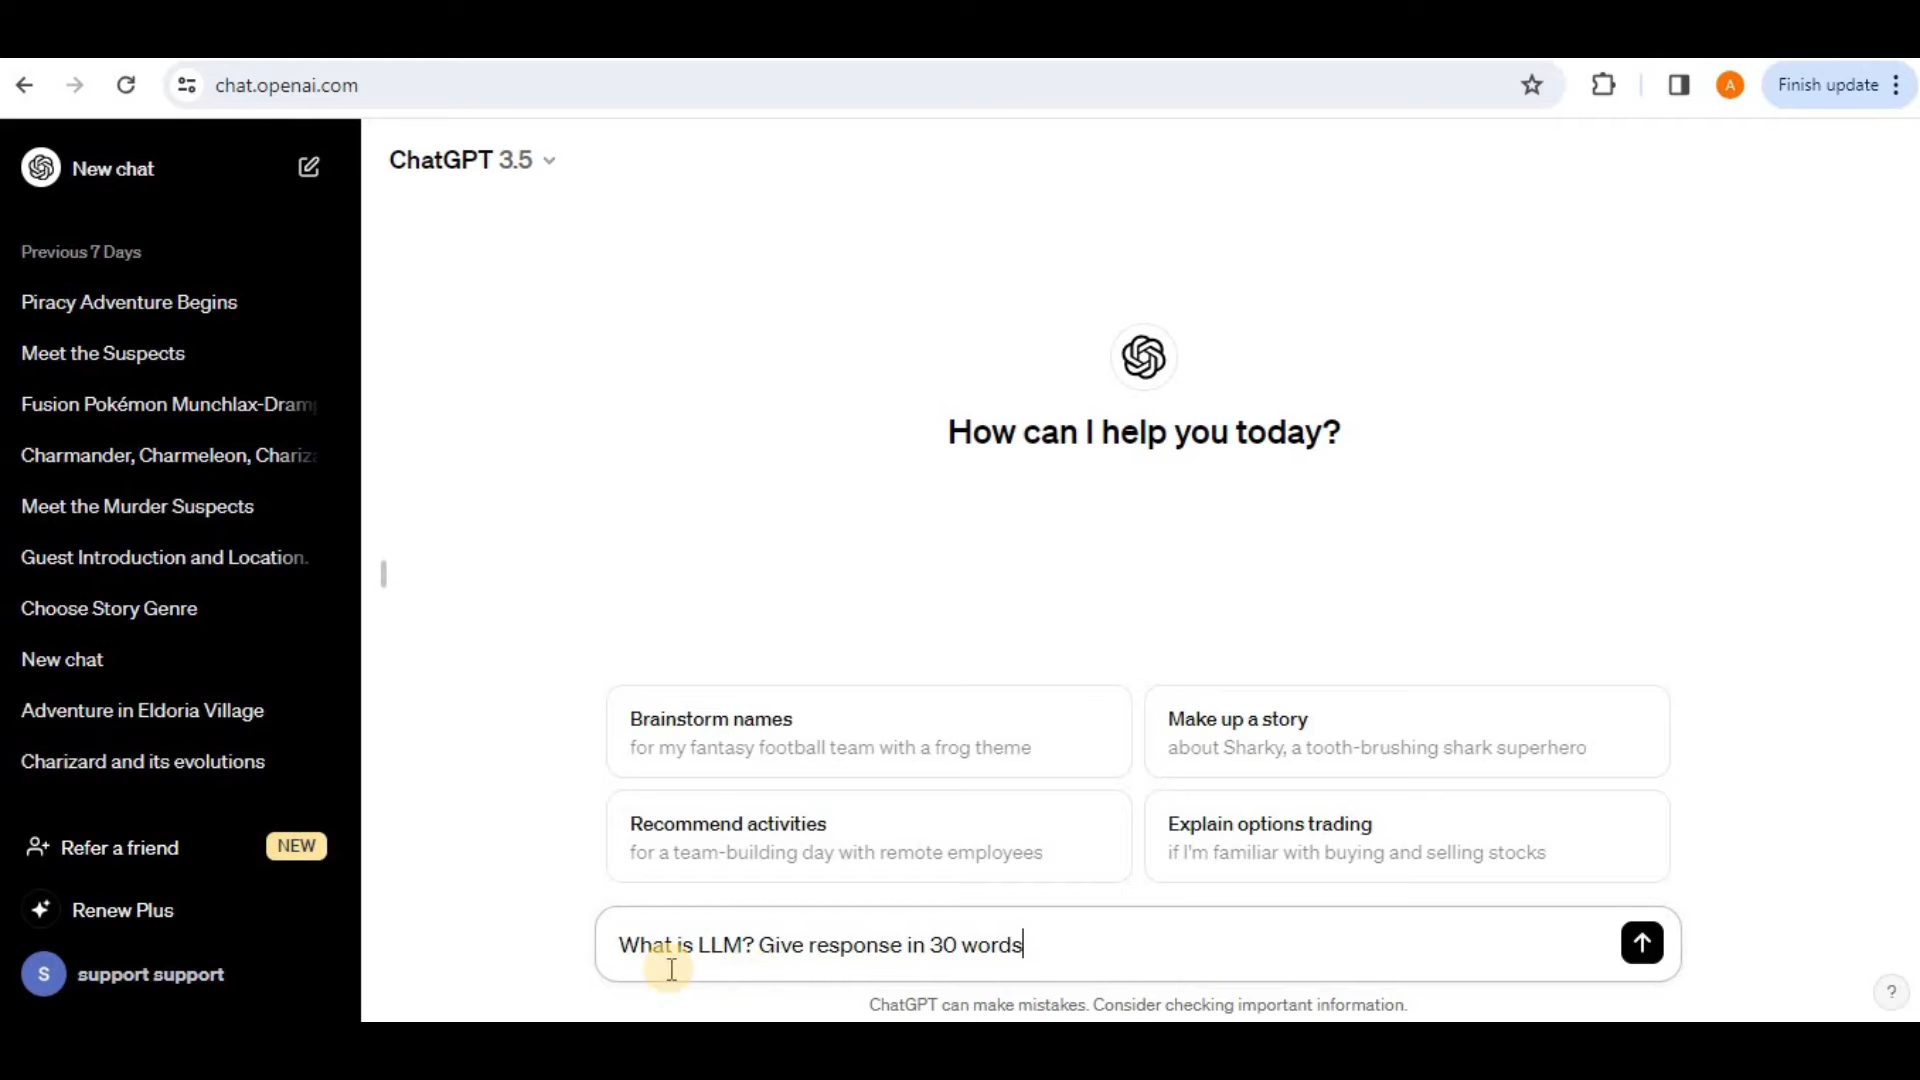 chat.openai.com
A
Finish update
New chat
ChatGPT 3.5
Previous 7 Days
Piracy Adventure Begins
Meet the Suspects
Fusion Pokémon Munchlax-Dram
Charmander, Charmeleon, Chariza
Meet the Murder Suspects
Guest Introduction and Location.
Choose Story Genre
New chat
Adventure in Eldoria Village
Charizard and its evolutions
Refer a friend NEW
Renew Plus
S support support
How can I help you today?
Brainstorm names
for my fantasy football team with a frog theme
Make up a story
about Sharky, a tooth-brushing shark superhero
Recommend activities
for a team-building day with remote employees
Explain options trading
if I'm familiar with buying and selling stocks
What is LLM? Give response in 30 words
ChatGPT can make mistakes. Consider checking important information.
?